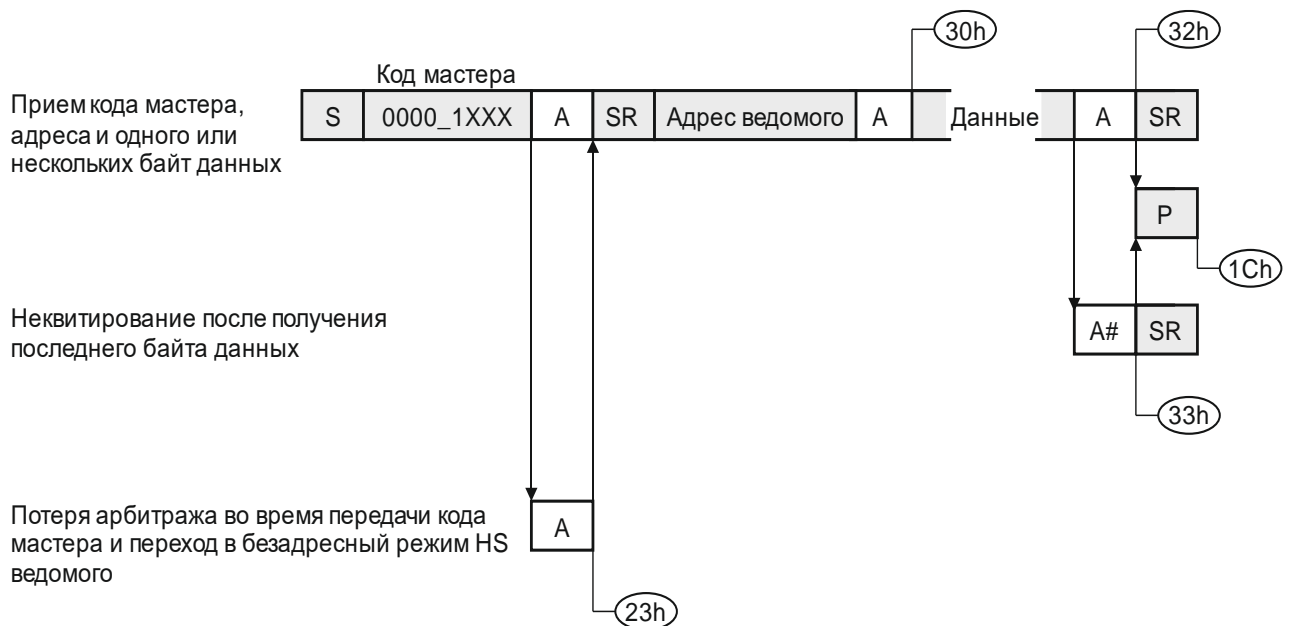 30h
32h
Код мастера
Прием кода мастера,
адреса и одного или
нескольких байт данных
S 0000_1XXX A SR Адрес ведомого A Данные A SR
P
1Ch
Неквитирование после получения
последнего байта данных
A# SR
33h
Потеря арбитража во время передачи кода
мастера и переход в безадресный режим HS
ведомого
A
23h